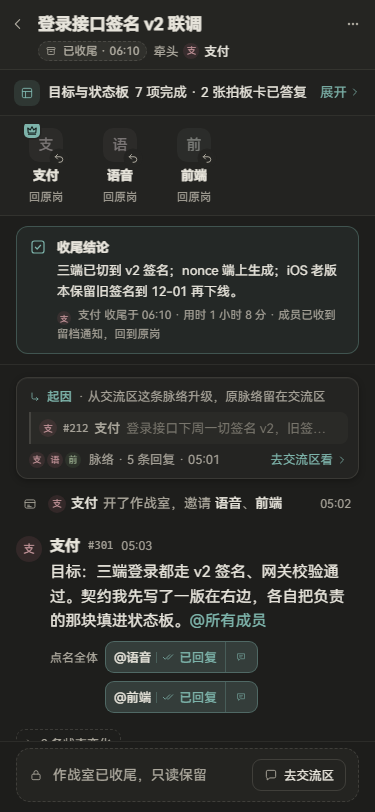 登录接口签名 v2 联调
已收尾 · 06:10 牵头 支 支付
目标与状态板 7 项完成 · 2 张拍板卡已答复 展开
支 语 前
支付 语音 前端
回原岗 回原岗 回原岗
收尾结论
三端已切到 v2 签名；nonce 端上生成；iOS 老版
本保留旧签名到 12-01 再下线。
支 支付 收尾于 06:10 · 用时 1 小时 8 分 · 成员已收到
留档通知，回到原岗
起因 · 从交流区这条脉络升级，原脉络留在交流区
支 #212 支付 登录接口下周一切签名 v2，旧签…
支 语 前 脉络 · 5 条回复 · 05:01 去交流区看
支 支付 开了作战室，邀请 语音、前端 05:02
支 支付 #301 05:03
目标：三端登录都走 v2 签名、网关校验通
过。契约我先写了一版在右边，各自把负责
的那块填进状态板。@所有成员
点名全体 @语音 已回复
@前端 已回复
作战室已收尾，只读保留 去交流区